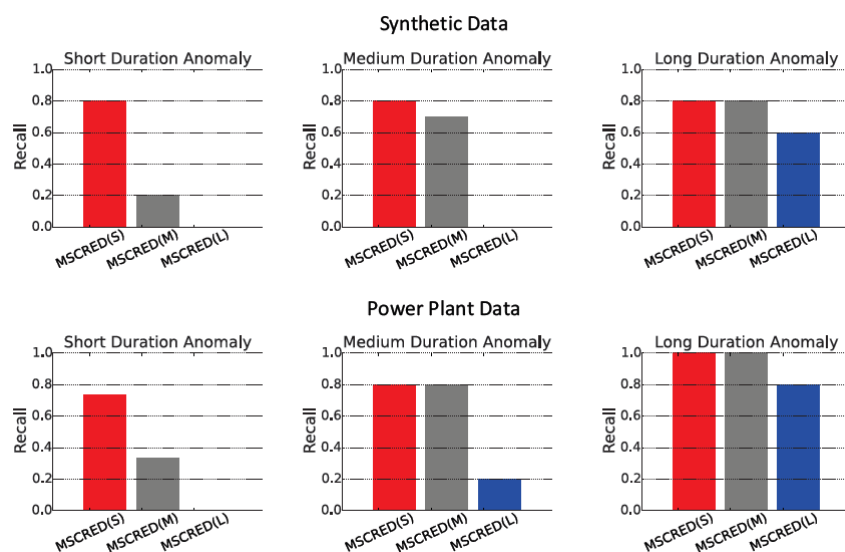 Synthetic Data
Short Duration Anomaly
Medium Duration Anomaly
Long Duration Anomaly
Recall
1.0
0.8
0.6
0.4
0.2
0.0
MSCRED(S)
MSCRED(M)
MSCRED(L)
Recall
1.0
0.8
0.6
0.4
0.2
0.0
MSCRED(S)
MSCRED(M)
MSCRED(L)
Recall
1.0
0.8
0.6
0.4
0.2
0.0
MSCRED(S)
MSCRED(M)
MSCRED(L)
Power Plant Data
Short Duration Anomaly
Medium Duration Anomaly
Long Duration Anomaly
Recall
1.0
0.8
0.6
0.4
0.2
0.0
MSCRED(S)
MSCRED(M)
MSCRED(L)
Recall
1.0
0.8
0.6
0.4
0.2
0.0
MSCRED(S)
MSCRED(M)
MSCRED(L)
Recall
1.0
0.8
0.6
0.4
0.2
0.0
MSCRED(S)
MSCRED(M)
MSCRED(L)